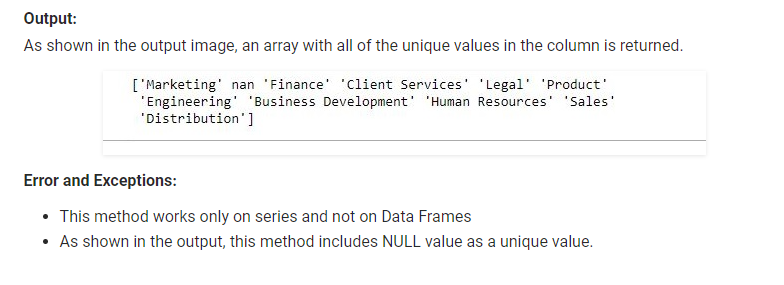 Output:
As shown in the output image, an array with all of the unique values in the column is returned.
['Marketing' nan 'Finance' 'Client Services' 'Legal' 'Product'
'Engineering' 'Business Development' 'Human Resources' 'Sales'
'Distribution']
Error and Exceptions:
• This method works only on series and not on Data Frames
• As shown in the output, this method includes NULL value as a unique value.